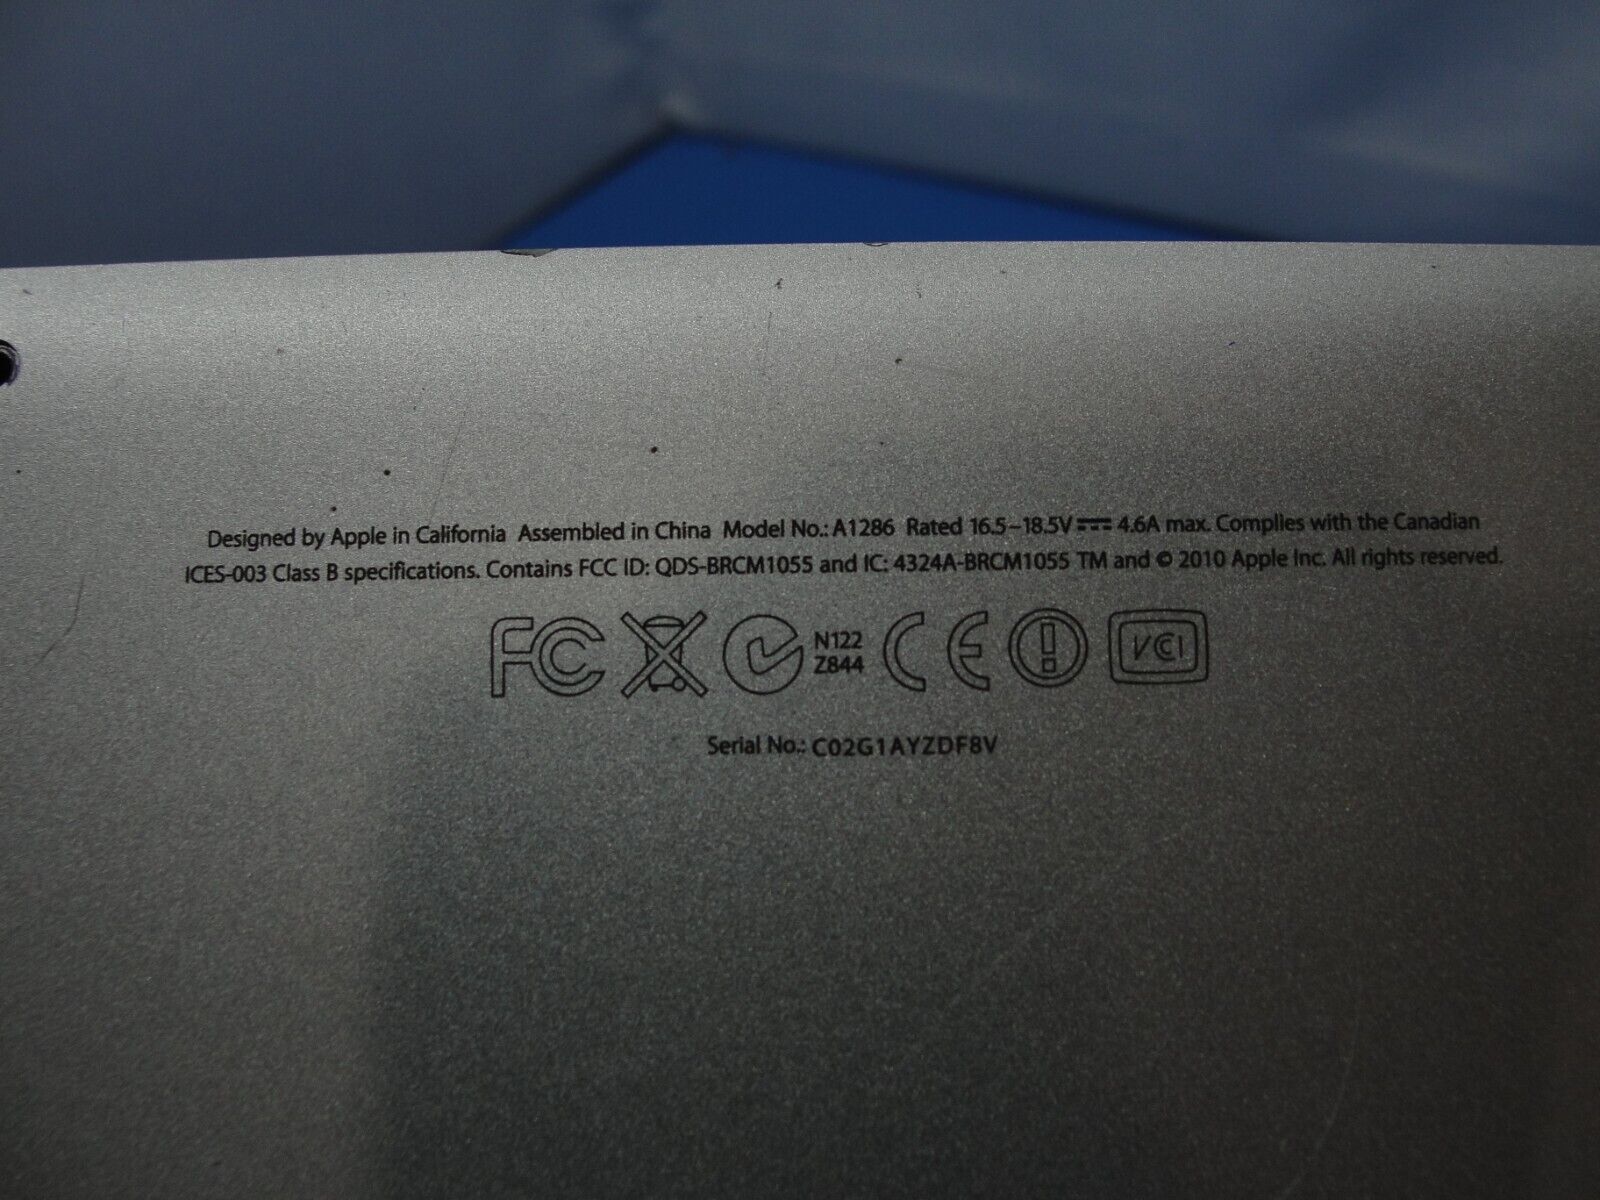 Designed by Apple in California Assembled in China Model No.: A1286 Rated 16.5–18.5V⎓4.6A max. Complies with the Canadian
ICES-003 Class B specifications. Contains FCC ID: QDS-BRCM1055 and IC: 4324A-BRCM1055 TM and © 2010 Apple Inc. All rights reserved.
FC N122 CE VCI
Z844
Serial No.: C02G1AYZDF8V